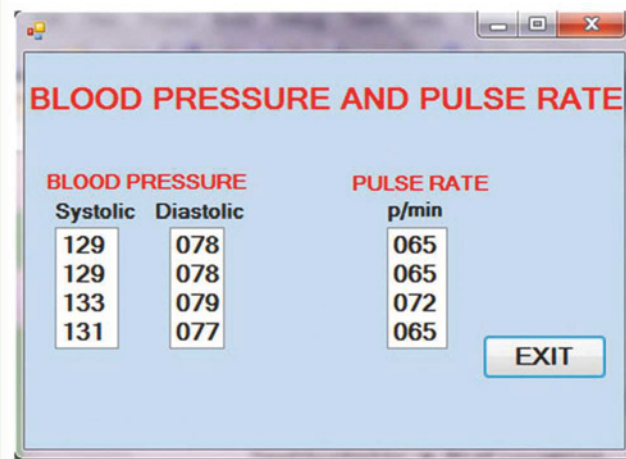 BLOOD PRESSURE AND PULSE RATE
BLOOD PRESSURE PULSE RATE
Systolic Diastolic p/min
129 078 065
129 078 065
133 079 072
131 077 065
EXIT